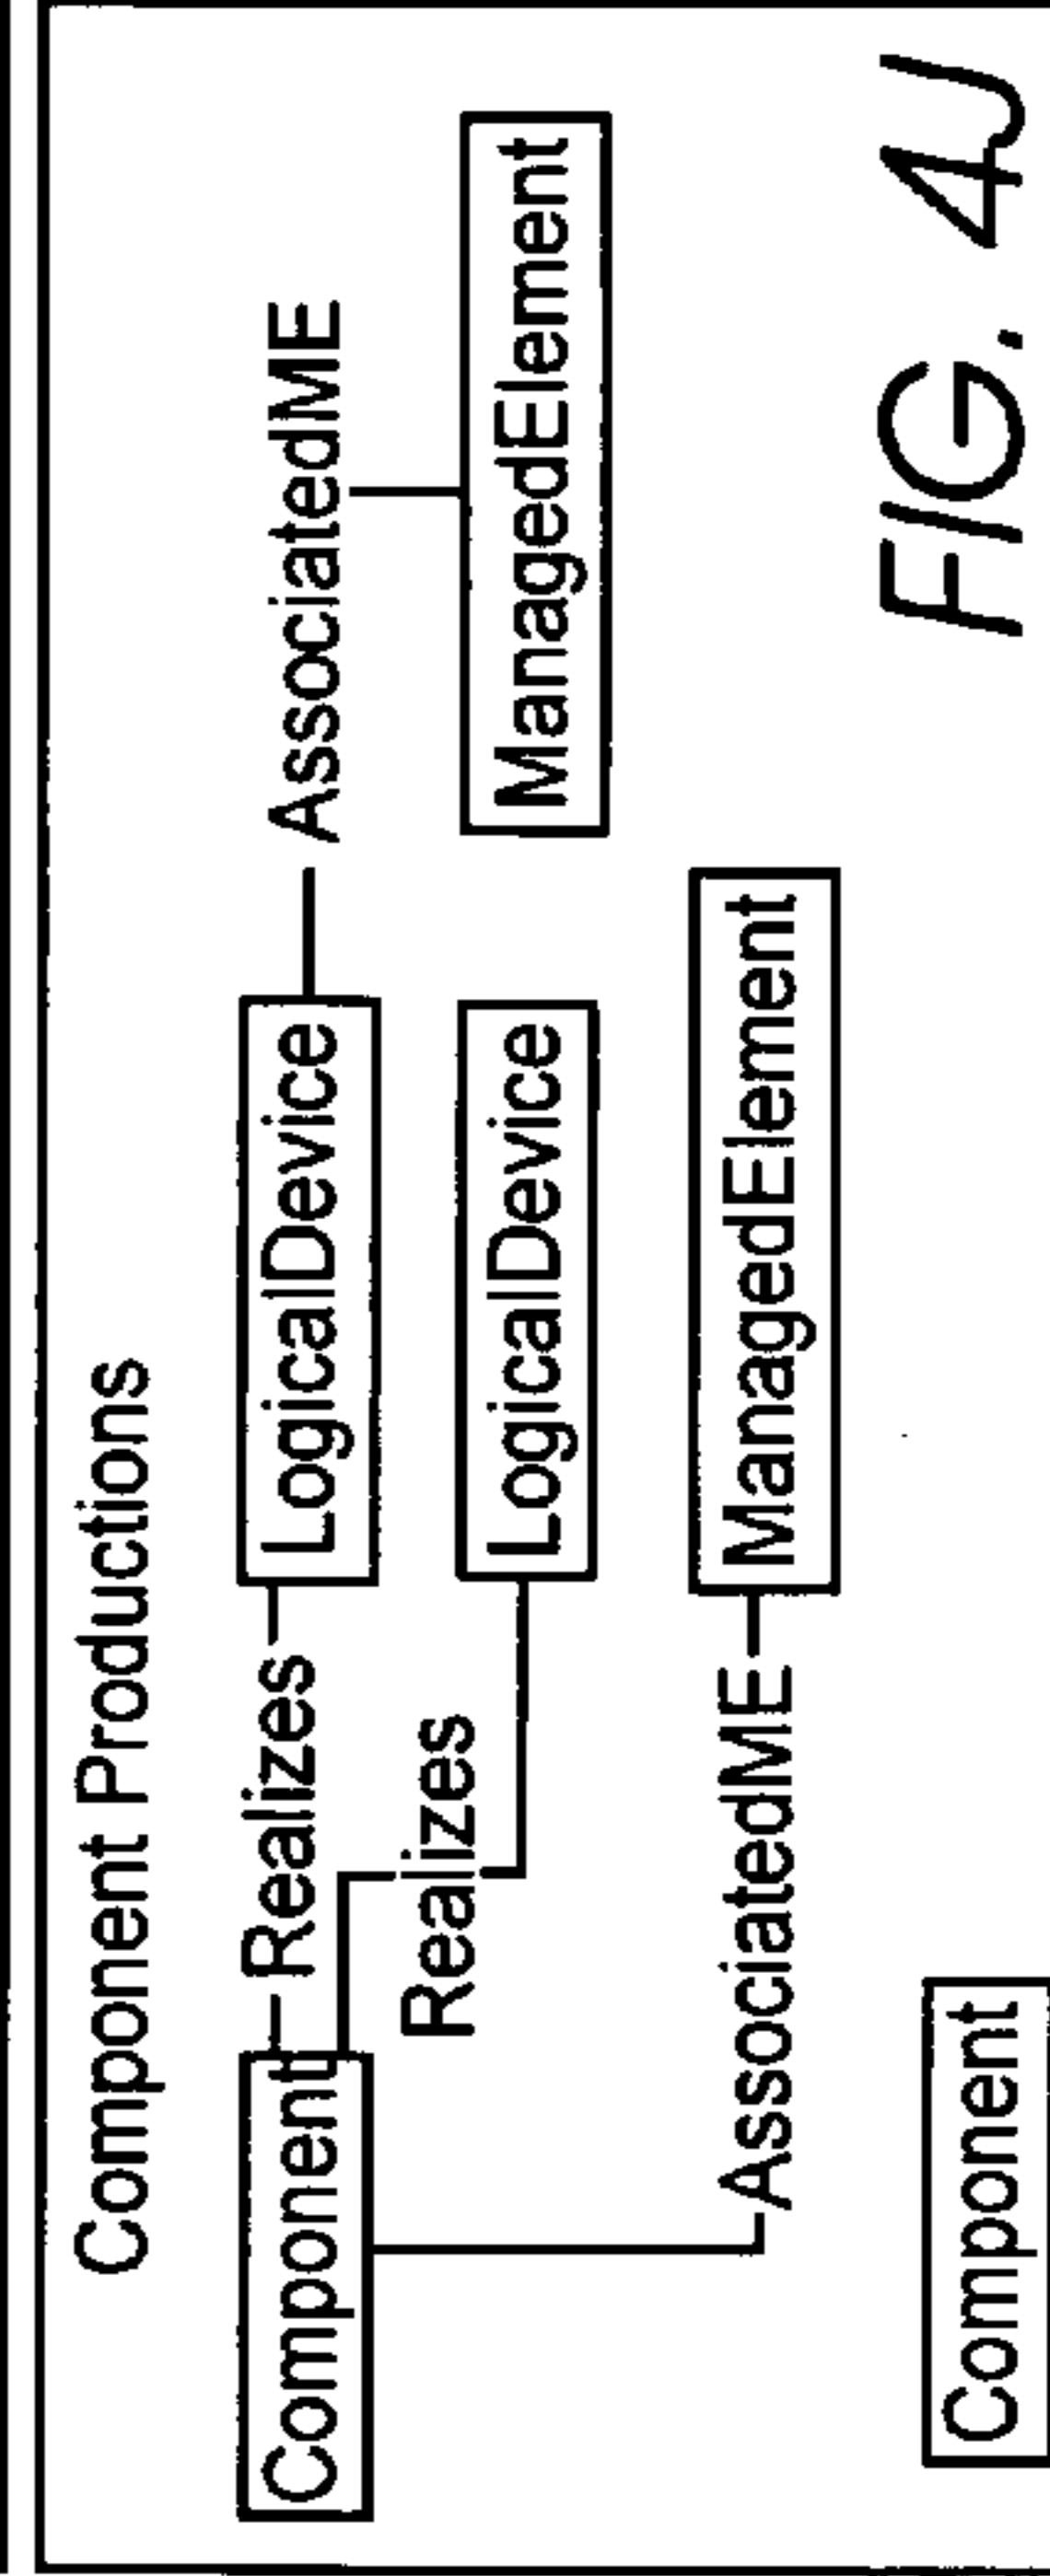 Component Productions
Component Realizes LogicalDevice AssociatedME
Realizes LogicalDevice ManagedElement
AssociatedME ManagedElement
Component
FIG. 4J